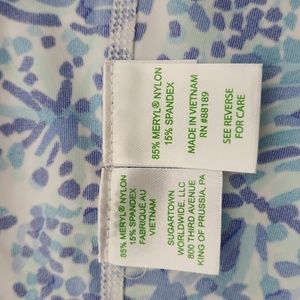 85% MERYL® NYLON
15% SPANDEX
MADE IN VIETNAM
RN #88189
SEE REVERSE
FOR CARE
85% MERYL® NYLON
15% SPANDEX
FABRIQUÉ AU
VIETNAM
SUGARTOWN
WORLDWIDE, LLC
800 THIRD AVENUE
KING OF PRUSSIA, PA